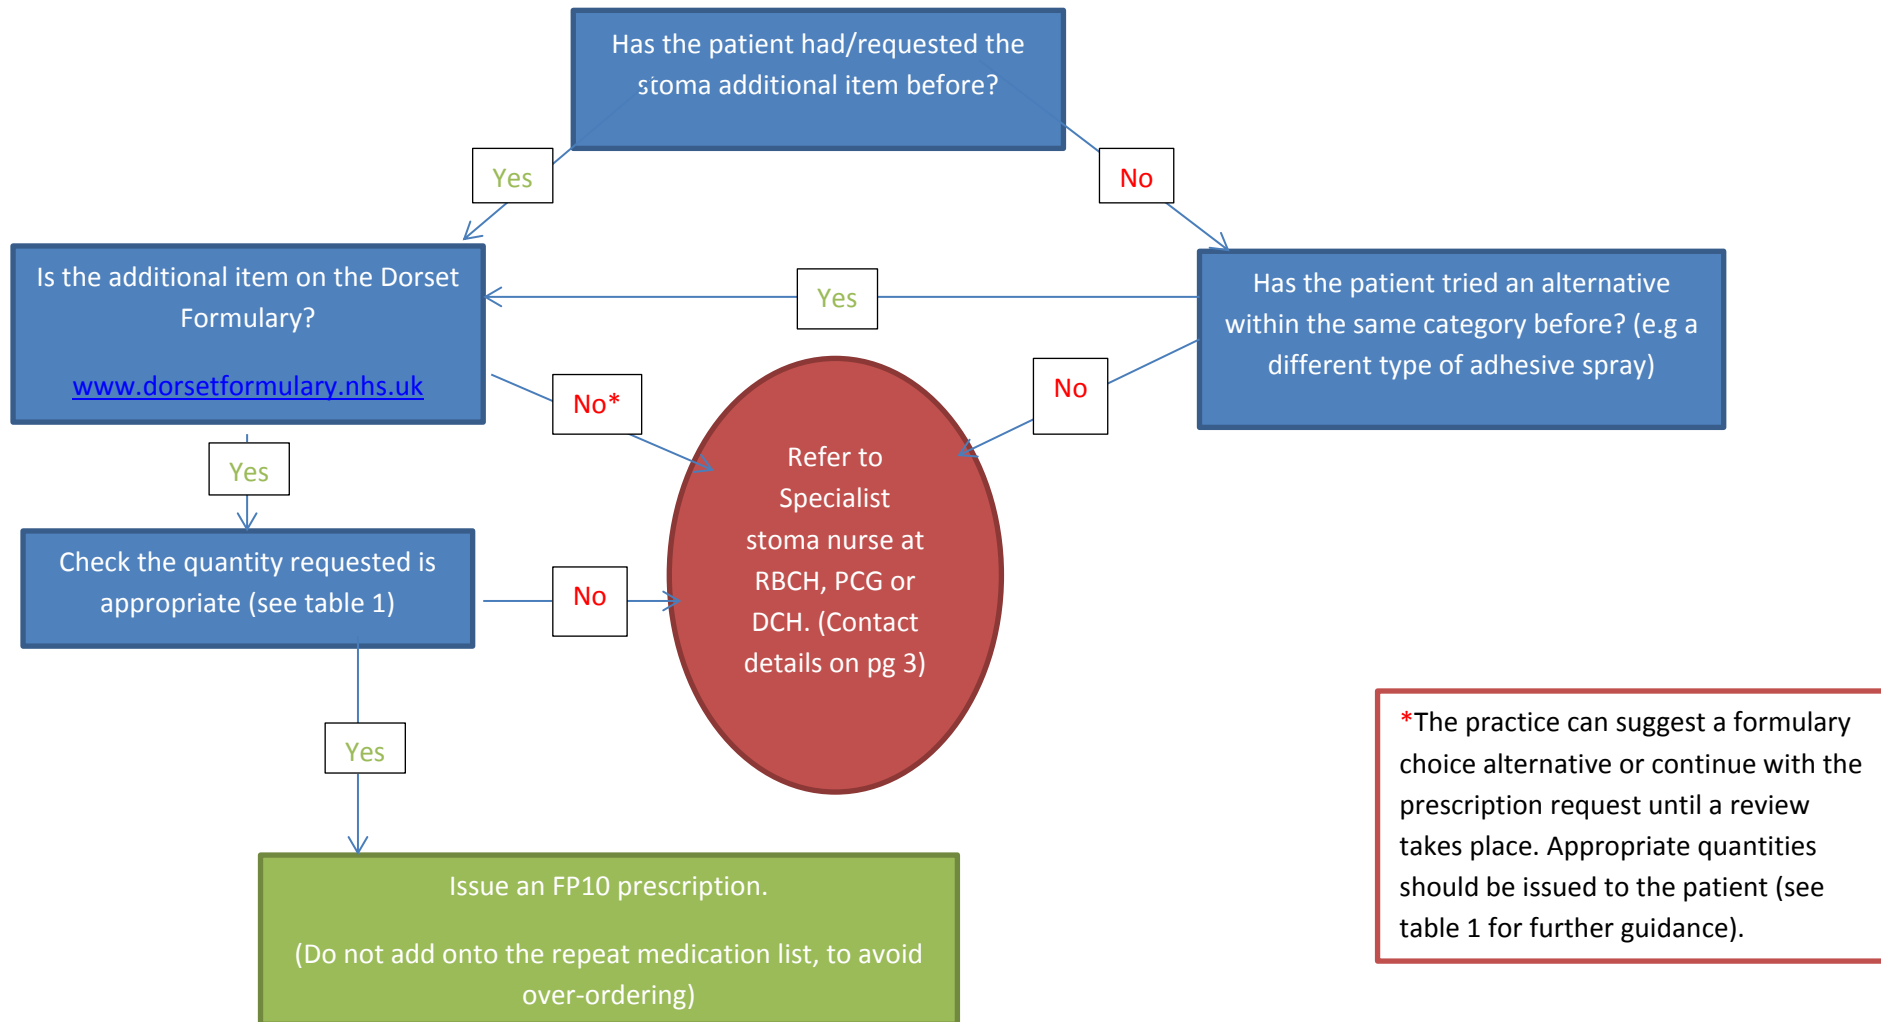 Has the patient had/requested the
stoma additional item before?
Yes
No
Is the additional item on the Dorset
Formulary?
www.dorsetformulary.nhs.uk
Yes
Has the patient tried an alternative
within the same category before? (e.g a
different type of adhesive spray)
No*
No
Yes
Refer to
Specialist
stoma nurse at
RBCH, PCG or
DCH. (Contact
details on pg 3)
Check the quantity requested is
appropriate (see table 1)
No
Yes
Issue an FP10 prescription.
(Do not add onto the repeat medication list, to avoid
over-ordering)
*The practice can suggest a formulary
choice alternative or continue with the
prescription request until a review
takes place. Appropriate quantities
should be issued to the patient (see
table 1 for further guidance).